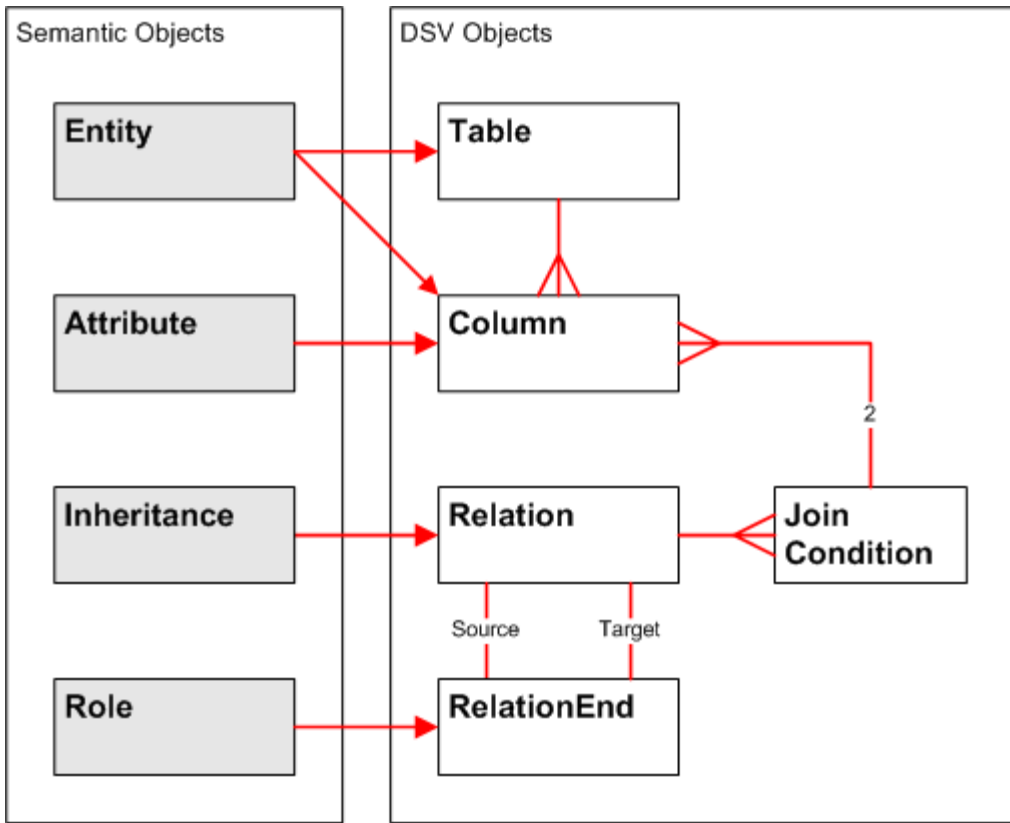 Semantic Objects
DSV Objects
Entity
Table
Attribute
Column
2
Inheritance
Relation
Join
Condition
Source
Target
Role
RelationEnd